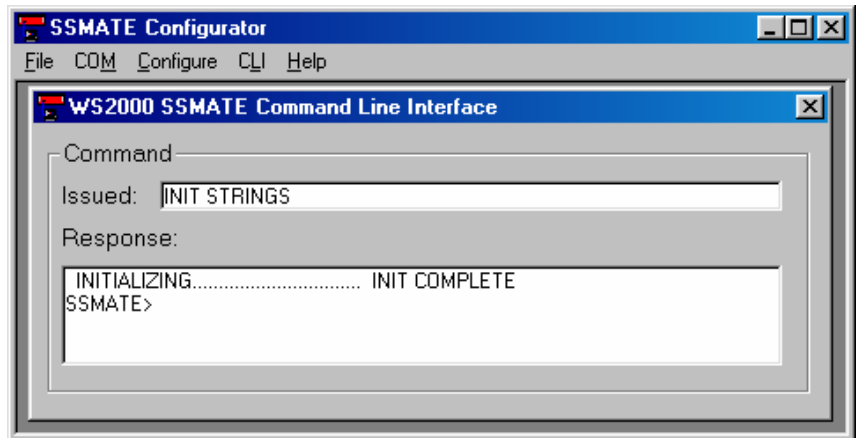 SSMATE Configurator
File COM Configure CLI Help
WS2000 SSMATE Command Line Interface
Command
Issued: INIT STRINGS
Response:
INITIALIZING................................ INIT COMPLETE
SSMATE>